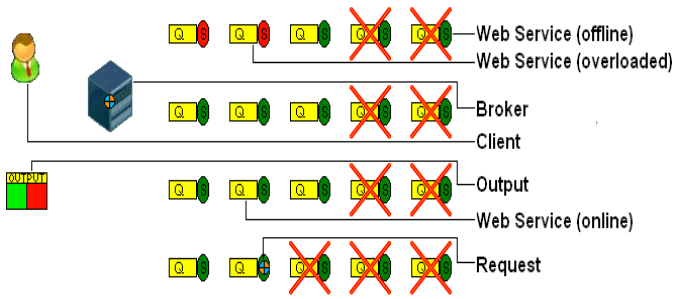 Q S Q S Q S Q S Q S Web Service (offline)
Web Service (overloaded)
Q S Q S Q S Q S Q S Broker
Client
OUTPUT
Q S Q S Q S Q S Q S Output
Web Service (online)
Q S Q Q S Q S Q S Request